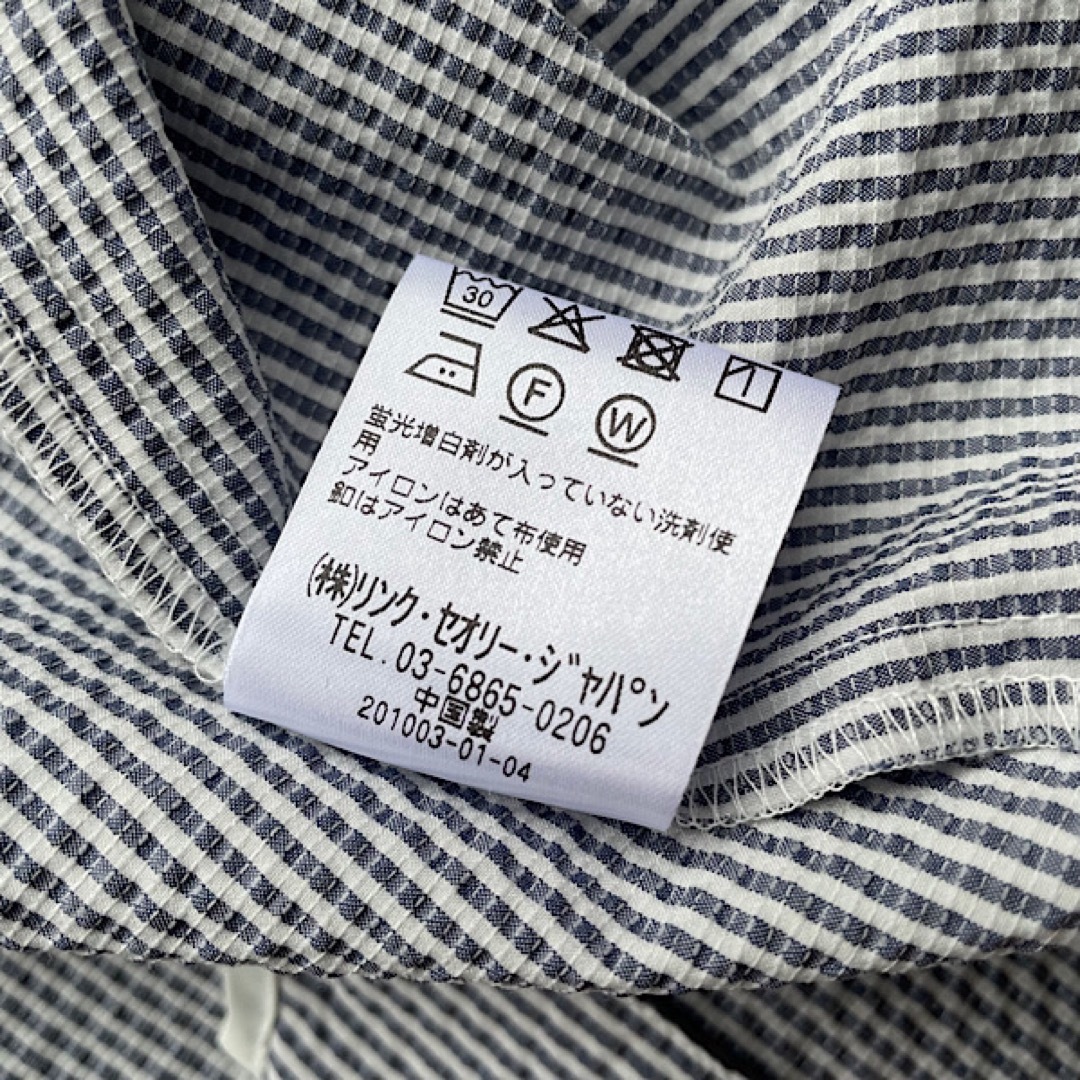 30
F W
蛍光増白剤が入っていない洗剤使
用
アイロンはあて布使用
釦はアイロン禁止
(株)リンク・セオリー・ジャパン
TEL.03-6865-0206
中国製
201003-01-04